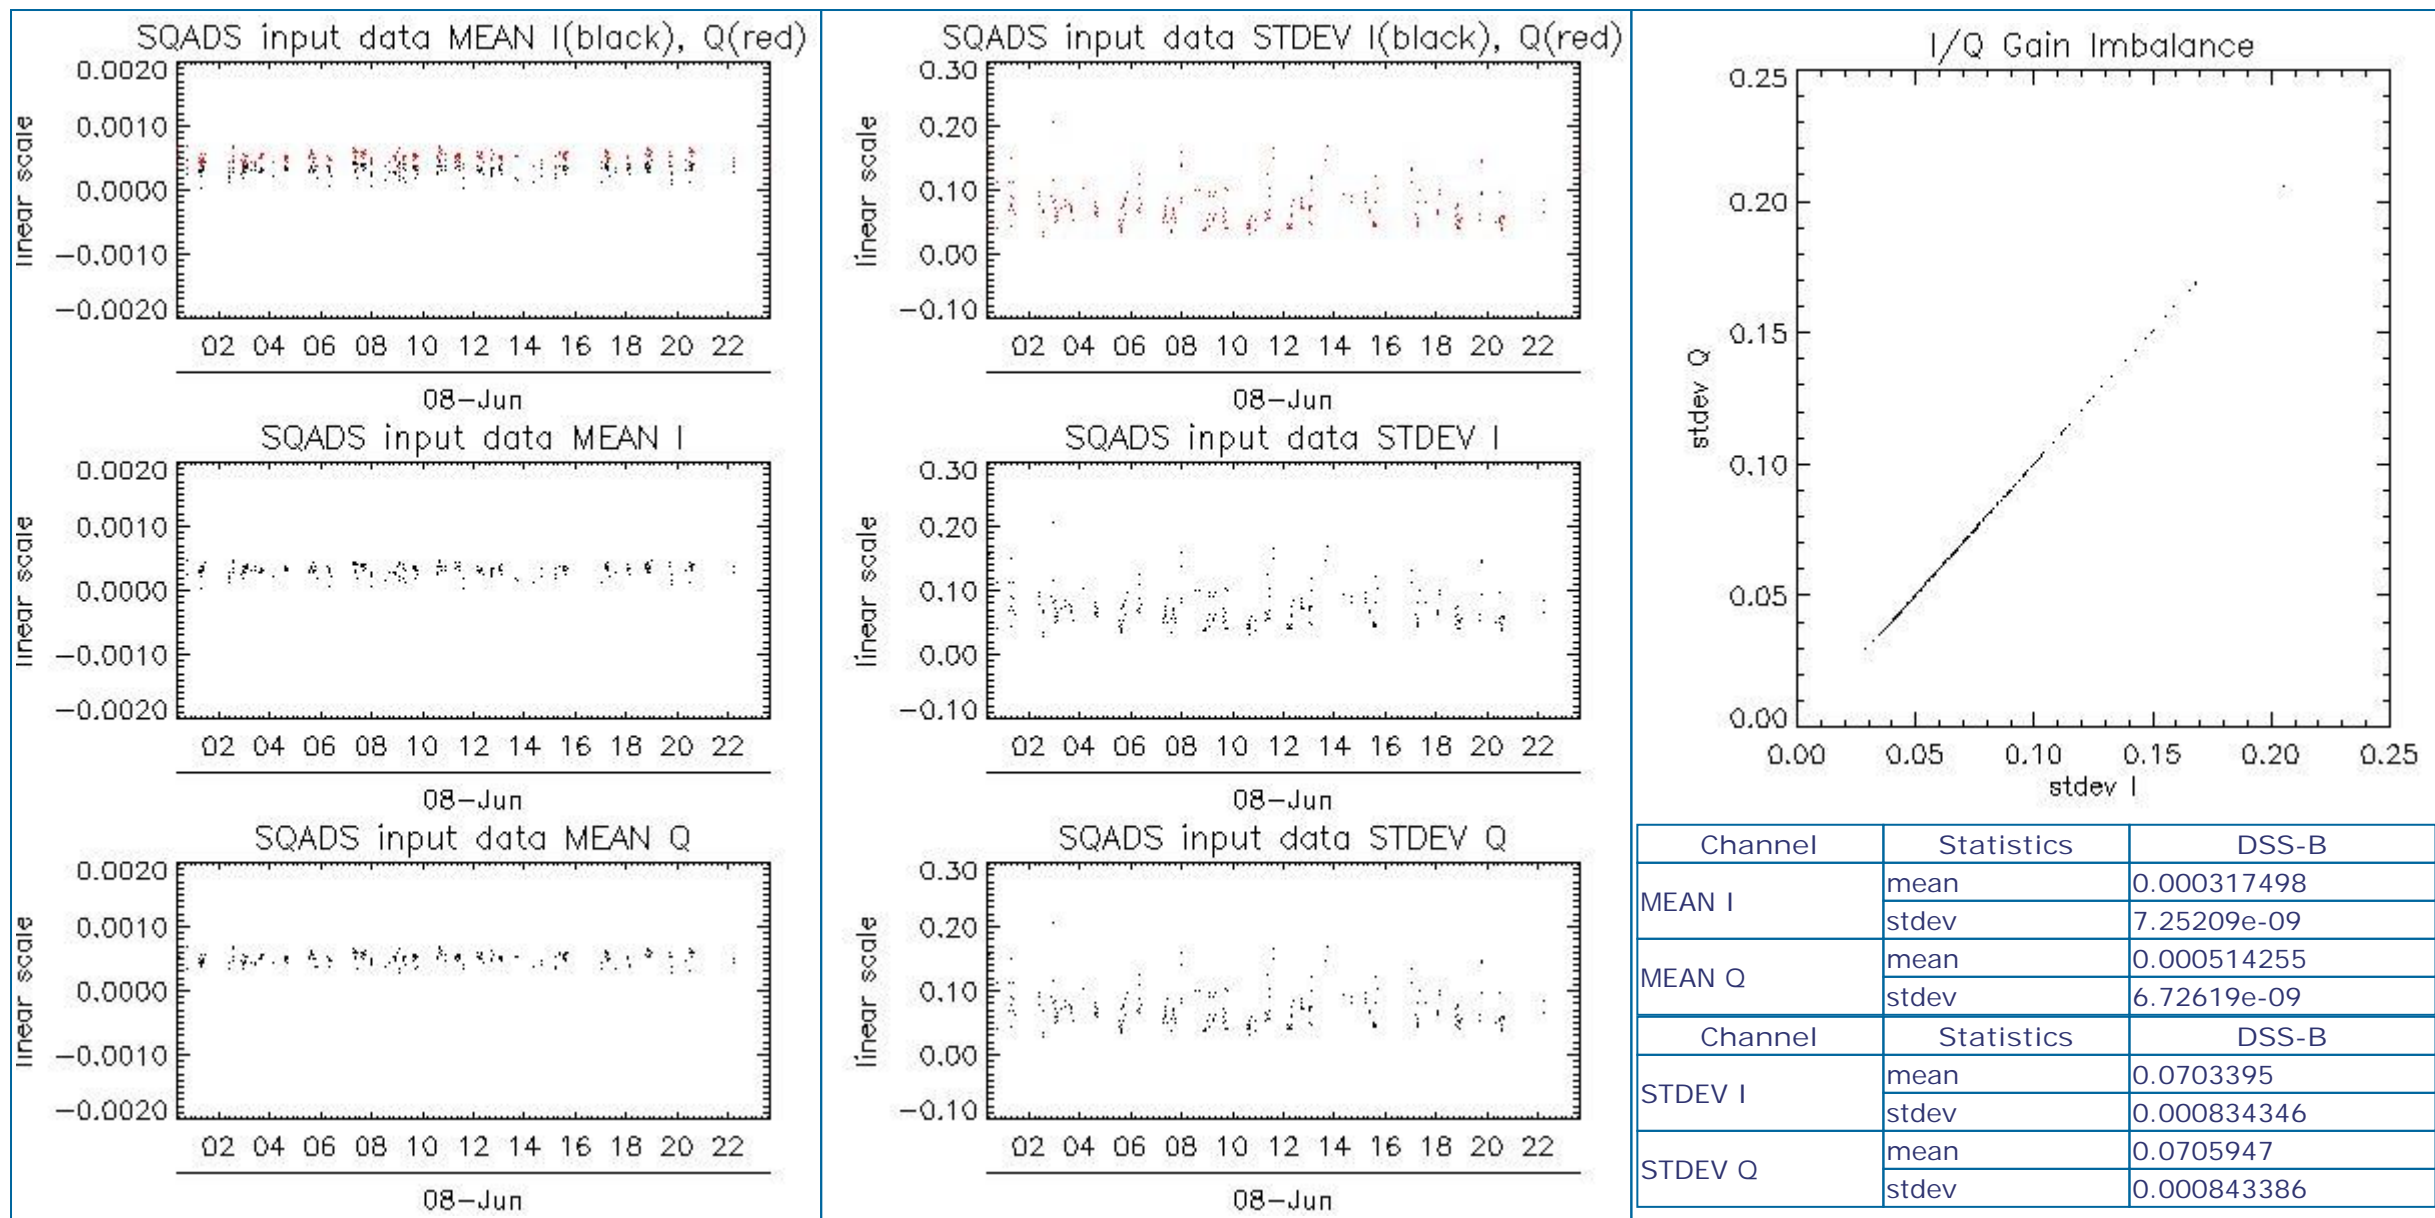 SQADS input data MEAN I(black), Q(red)
0.0020
0.0010
0.0000
-0.0010
-0.0020
linear scale
02 04 06 08 10 12 14 16 18 20 22
08-Jun
SQADS input data MEAN I
0.0020
0.0010
0.0000
-0.0010
-0.0020
linear scale
02 04 06 08 10 12 14 16 18 20 22
08-Jun
SQADS input data MEAN Q
0.0020
0.0010
0.0000
-0.0010
-0.0020
linear scale
02 04 06 08 10 12 14 16 18 20 22
08-Jun
SQADS input data STDEV I(black), Q(red)
0.30
0.20
0.10
0.00
-0.10
linear scale
02 04 06 08 10 12 14 16 18 20 22
08-Jun
SQADS input data STDEV I
0.30
0.20
0.10
0.00
-0.10
linear scale
02 04 06 08 10 12 14 16 18 20 22
08-Jun
SQADS input data STDEV Q
0.30
0.20
0.10
0.00
-0.10
linear scale
02 04 06 08 10 12 14 16 18 20 22
08-Jun
I/Q Gain Imbalance
0.25
0.20
0.15
0.10
0.05
0.00
stdev Q
0.00 0.05 0.10 0.15 0.20 0.25
stdev I
Channel Statistics DSS-B
MEAN I mean 0.000317498
stdev 7.25209e-09
MEAN Q mean 0.000514255
stdev 6.72619e-09
Channel Statistics DSS-B
STDEV I mean 0.0703395
stdev 0.000834346
STDEV Q mean 0.0705947
stdev 0.000843386